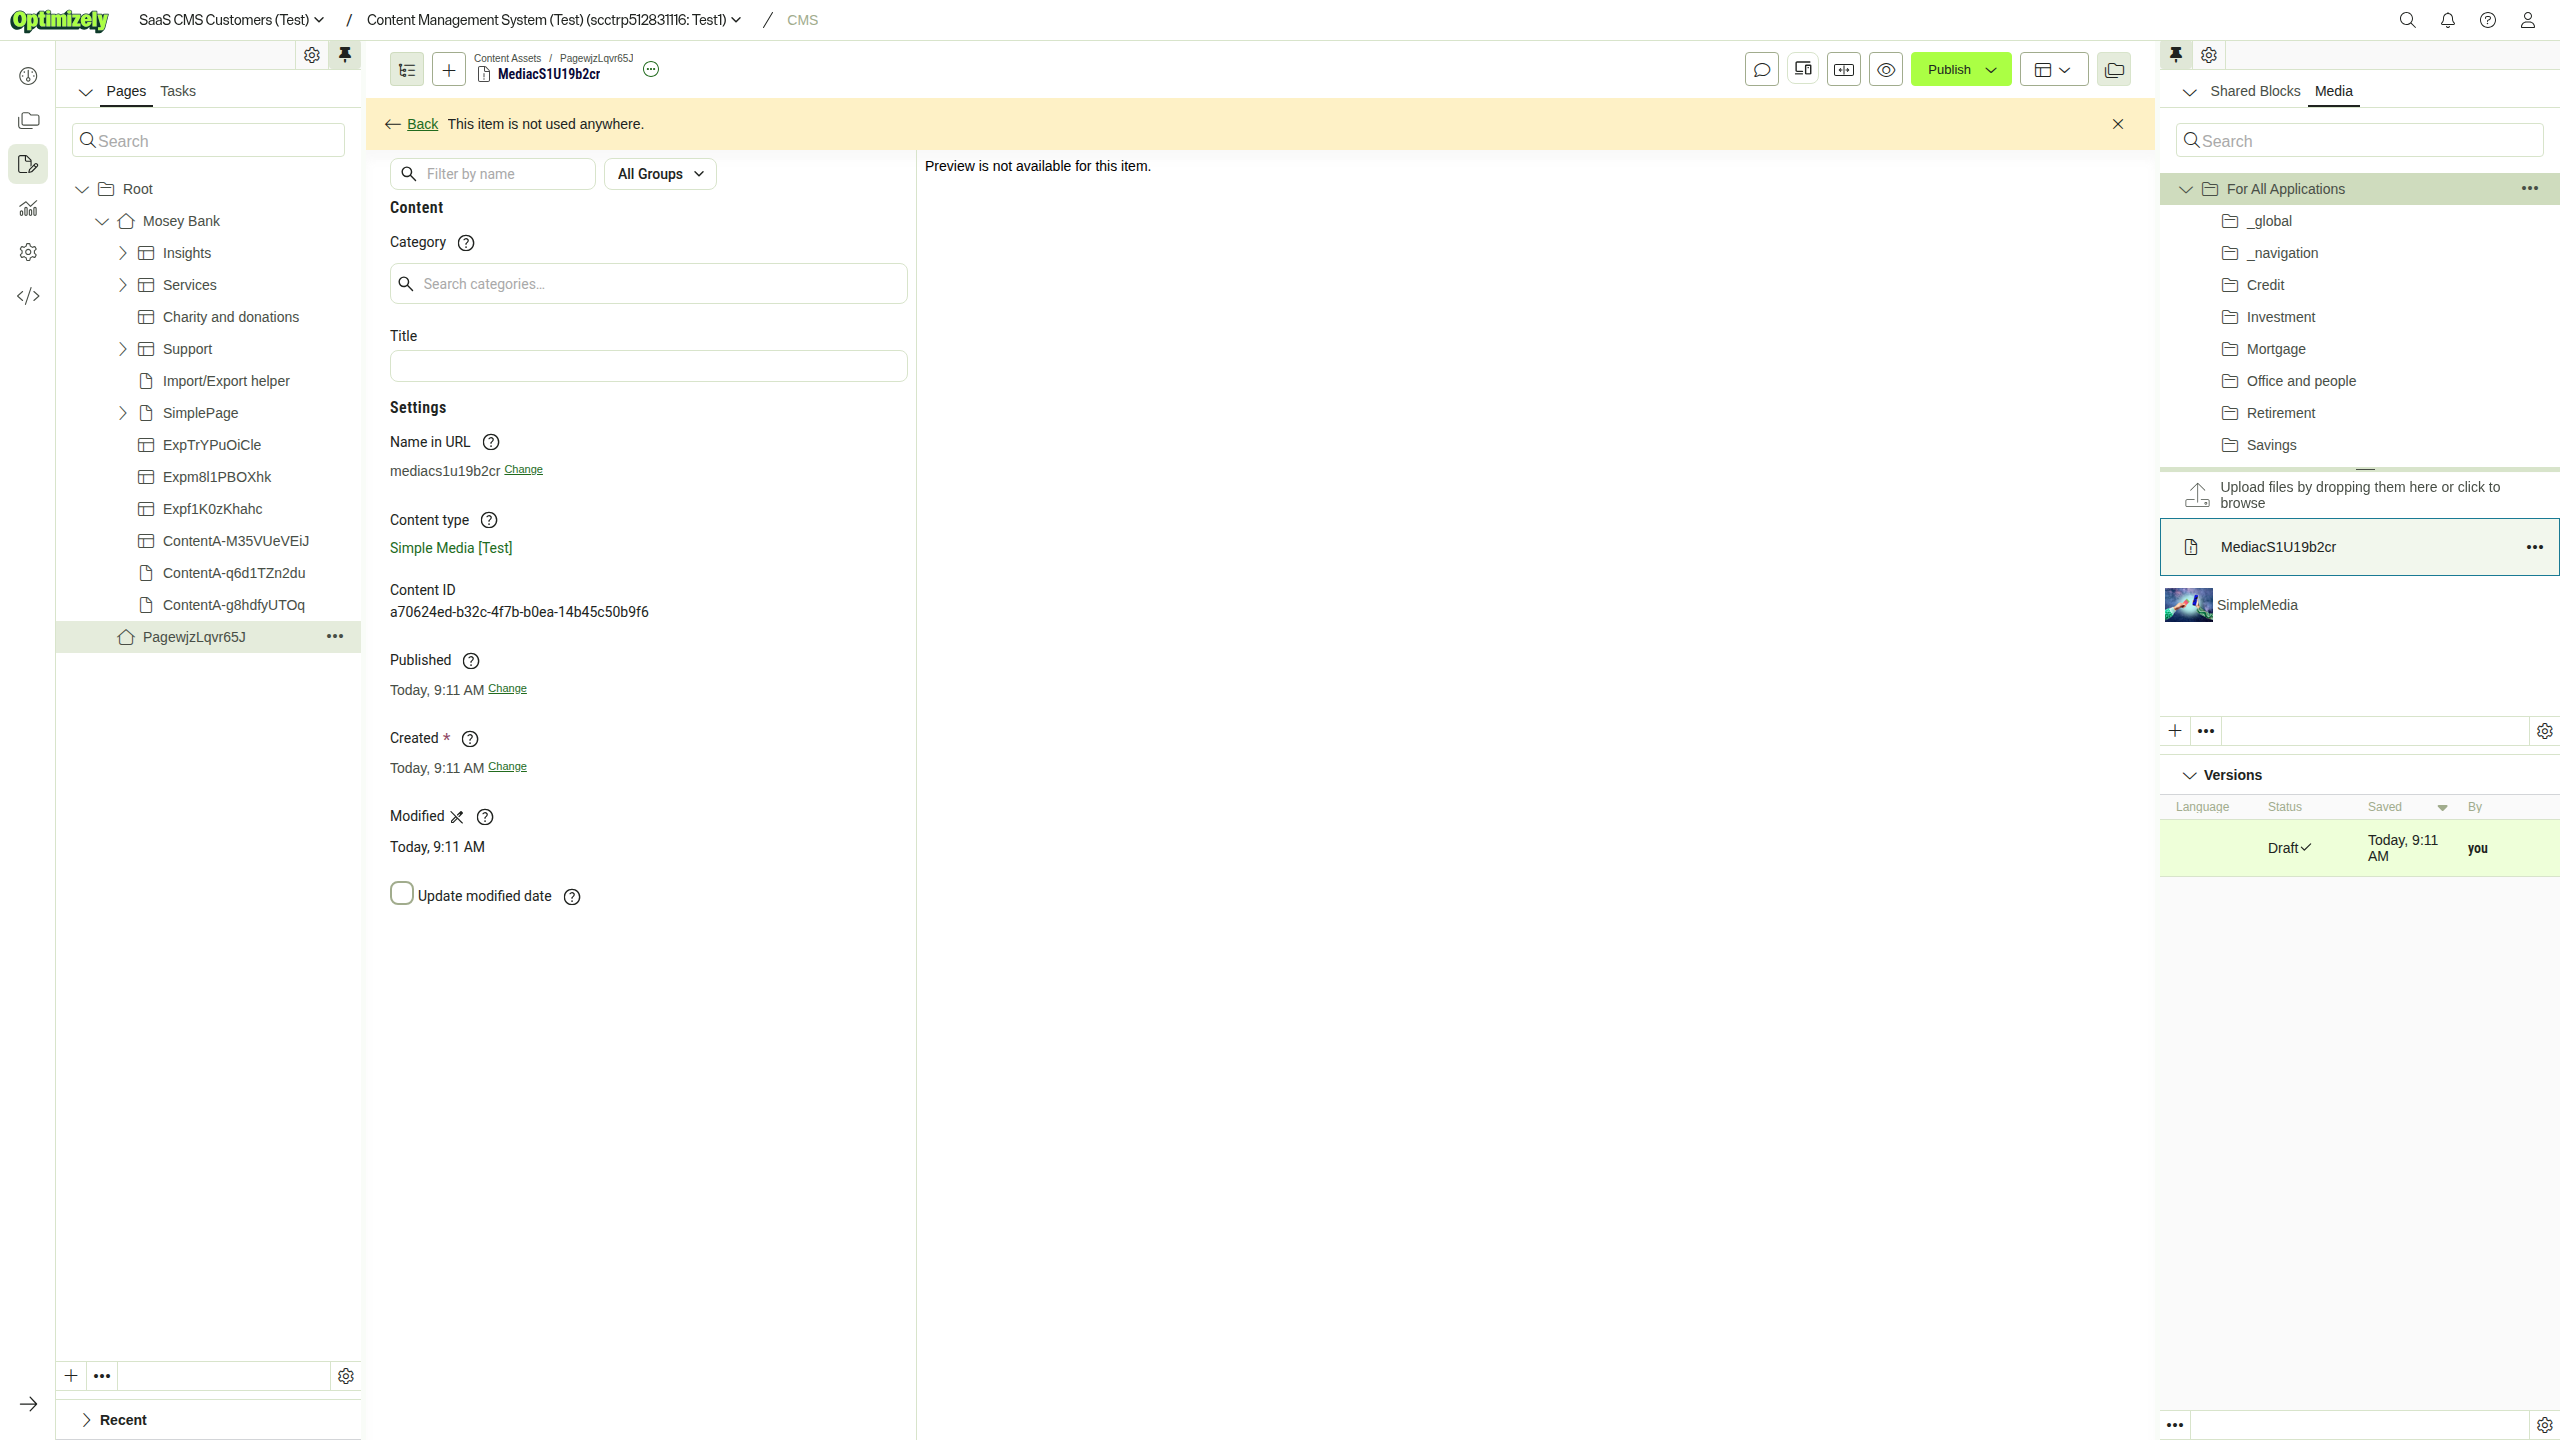 Optimizely
SaaS CMS Customers (Test) / Content Management System (Test) (scctrp512831116: Test1) / CMS
Pages Tasks
Search
Root
Mosey Bank
Insights
Services
Charity and donations
Support
Import/Export helper
SimplePage
ExpTrYPuOiCle
Expm8l1PBOXhk
Expf1K0zKhahc
ContentA-M35VUeVEiJ
ContentA-q6d1TZn2du
ContentA-g8hdfyUTOq
PagewjzLqvr65J
Recent
Content Assets / PagewjzLqvr65J
MediacS1U19b2cr
Publish
Back This item is not used anywhere.
Filter by name All Groups
Content
Category
Search categories...
Title
Settings
Name in URL
mediacs1u19b2cr Change
Content type
Simple Media [Test]
Content ID
a70624ed-b32c-4f7b-b0ea-14b45c50b9f6
Published
Today, 9:11 AM Change
Created *
Today, 9:11 AM Change
Modified
Today, 9:11 AM
Update modified date
Preview is not available for this item.
Shared Blocks Media
Search
For All Applications
_global
_navigation
Credit
Investment
Mortgage
Office and people
Retirement
Savings
Upload files by dropping them here or click to
browse
MediacS1U19b2cr
SimpleMedia
Versions
Language Status Saved By
Draft Today, 9:11 AM you